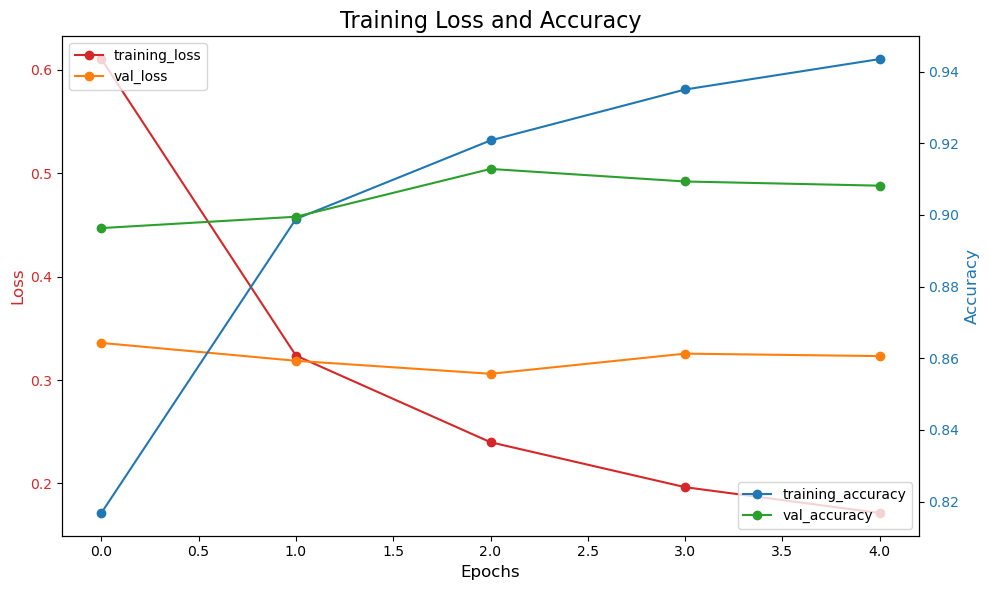 Training Loss and Accuracy
training_loss
val_loss
0.6
0.5
0.4
0.3
0.2
Loss
0.94
0.92
0.90
0.88
0.86
0.84
0.82
Accuracy
training_accuracy
val_accuracy
0.0 0.5 1.0 1.5 2.0 2.5 3.0 3.5 4.0
Epochs